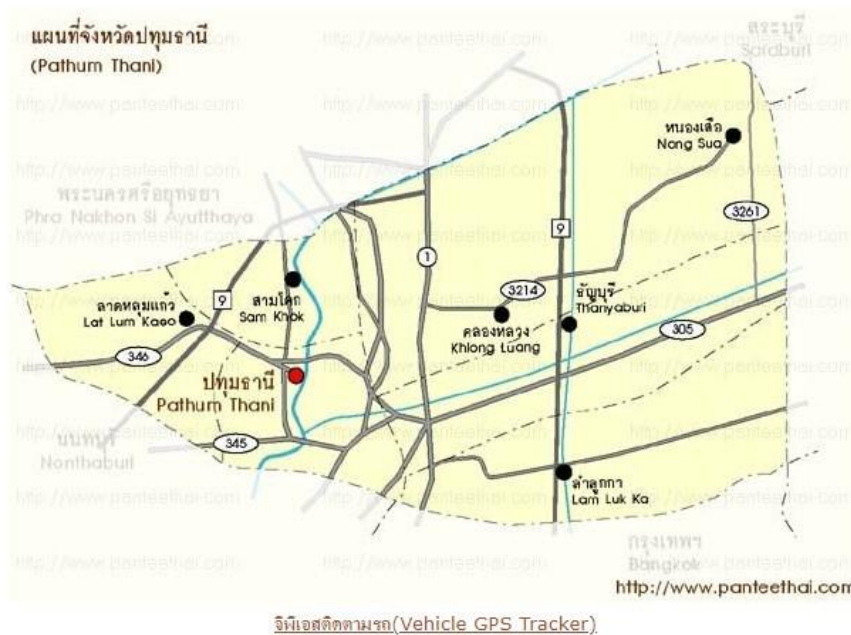 แผนที่จังหวัดปทุมธานี
(Pathum Thani)
สระบุรี
Saraburi
หนองเสือ
Nong Sua
พระนครศรีอยุธยา
Phra Nakhon Si Ayutthaya
3261
9
1
3214
สามโคก
Sam Khok
9
ลาดหลุมแก้ว
Lat Lum Kaeo
ธัญบุรี
Thanyaburi
คลองหลวง
Khlong Luang
305
346
ปทุมธานี
Pathum Thani
นนทบุรี
Nonthaburi
345
ลำลูกกา
Lam Luk Ka
กรุงเทพฯ
Bangkok
http://www.panteethai.com
จีพีเอสติดตามรถ(Vehicle GPS Tracker)